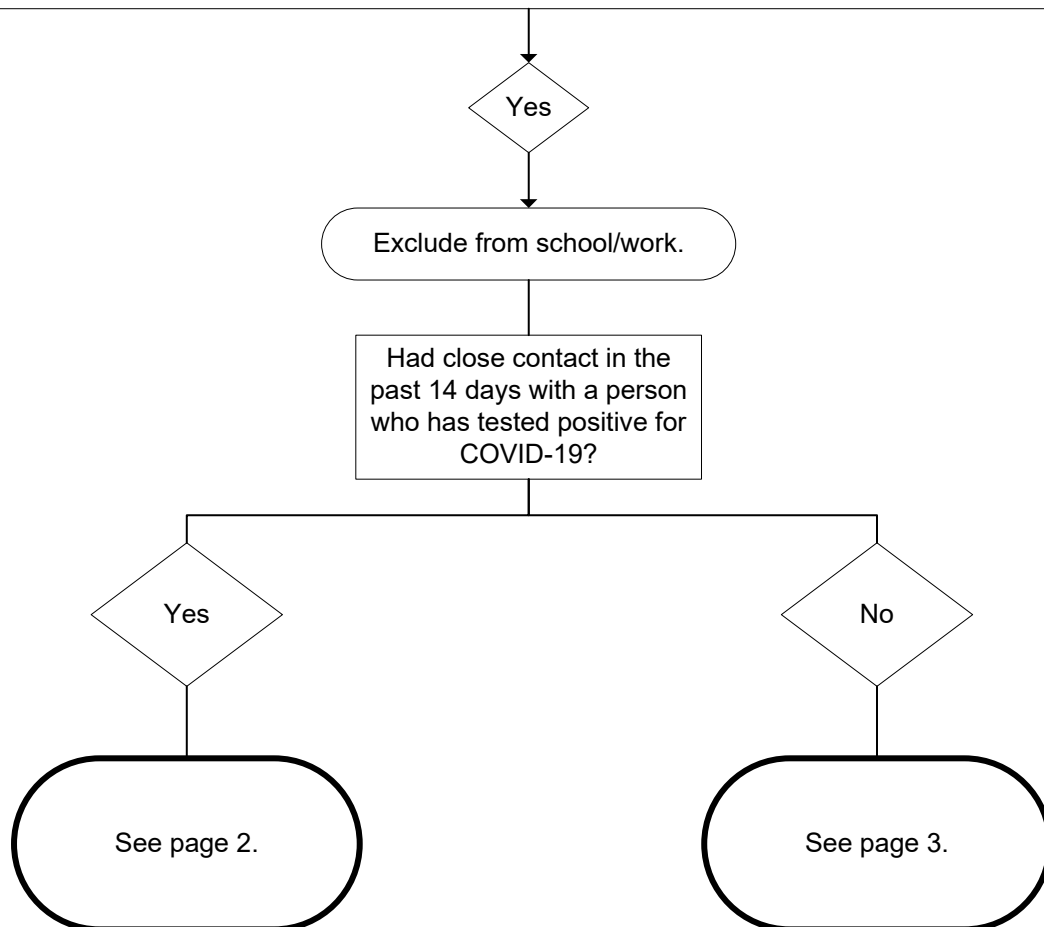 Yes
Exclude from school/work.
Had close contact in the
past 14 days with a person
who has tested positive for
COVID-19?
Yes
No
See page 2.
See page 3.